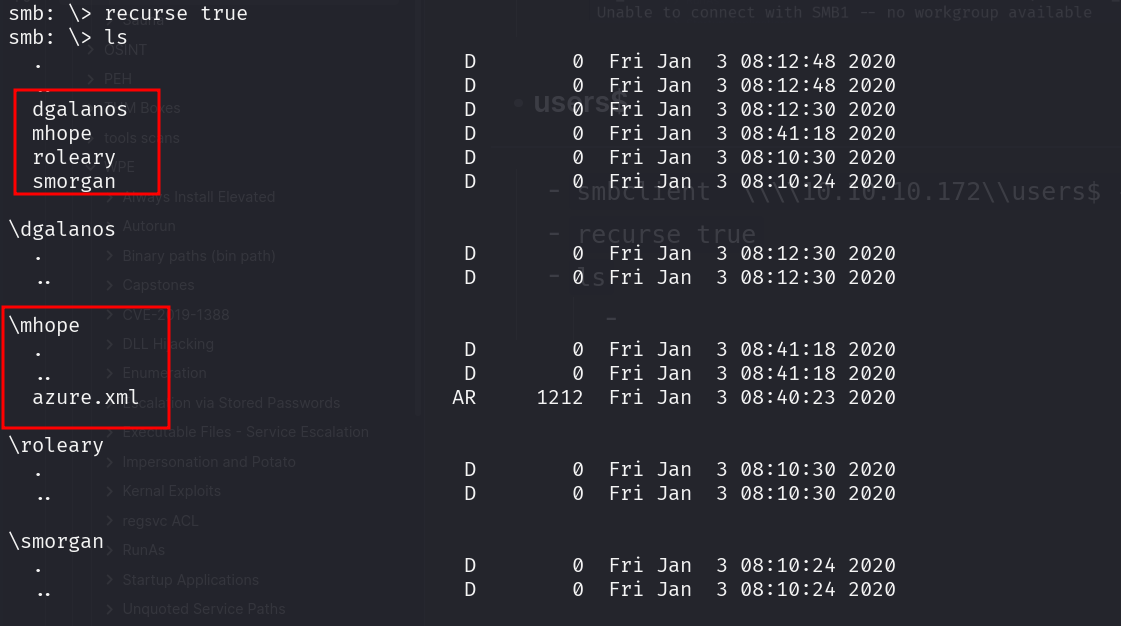 Unable to connect with SMB1 -- no workgroup available
smb: \> recurse true
smb: \> ls
. D 0 Fri Jan 3 08:12:48 2020
.. D 0 Fri Jan 3 08:12:48 2020
dgalanos D 0 Fri Jan 3 08:12:30 2020
mhope D 0 Fri Jan 3 08:41:18 2020
roleary D 0 Fri Jan 3 08:10:30 2020
smorgan D 0 Fri Jan 3 08:10:24 2020
\dgalanos
. D 0 Fri Jan 3 08:12:30 2020
.. D 0 Fri Jan 3 08:12:30 2020
\mhope
. D 0 Fri Jan 3 08:41:18 2020
.. D 0 Fri Jan 3 08:41:18 2020
azure.xml AR 1212 Fri Jan 3 08:40:23 2020
\roleary
. D 0 Fri Jan 3 08:10:30 2020
.. D 0 Fri Jan 3 08:10:30 2020
\smorgan
. D 0 Fri Jan 3 08:10:24 2020
.. D 0 Fri Jan 3 08:10:24 2020
OSINT
PEH
Boxes
tools scans
Always Install Elevated
Autorun
Binary paths (bin path)
Capstones
CVE-2019-1388
DLL Hijacking
Enumeration
Escalation via Stored Passwords
Executable Files - Service Escalation
Impersonation and Potato
Kernal Exploits
regsvc ACL
RunAs
Startup Applications
Unquoted Service Paths
users$
- smbclient \\\\10.10.10.172\\users$
- recurse true
- ls
-